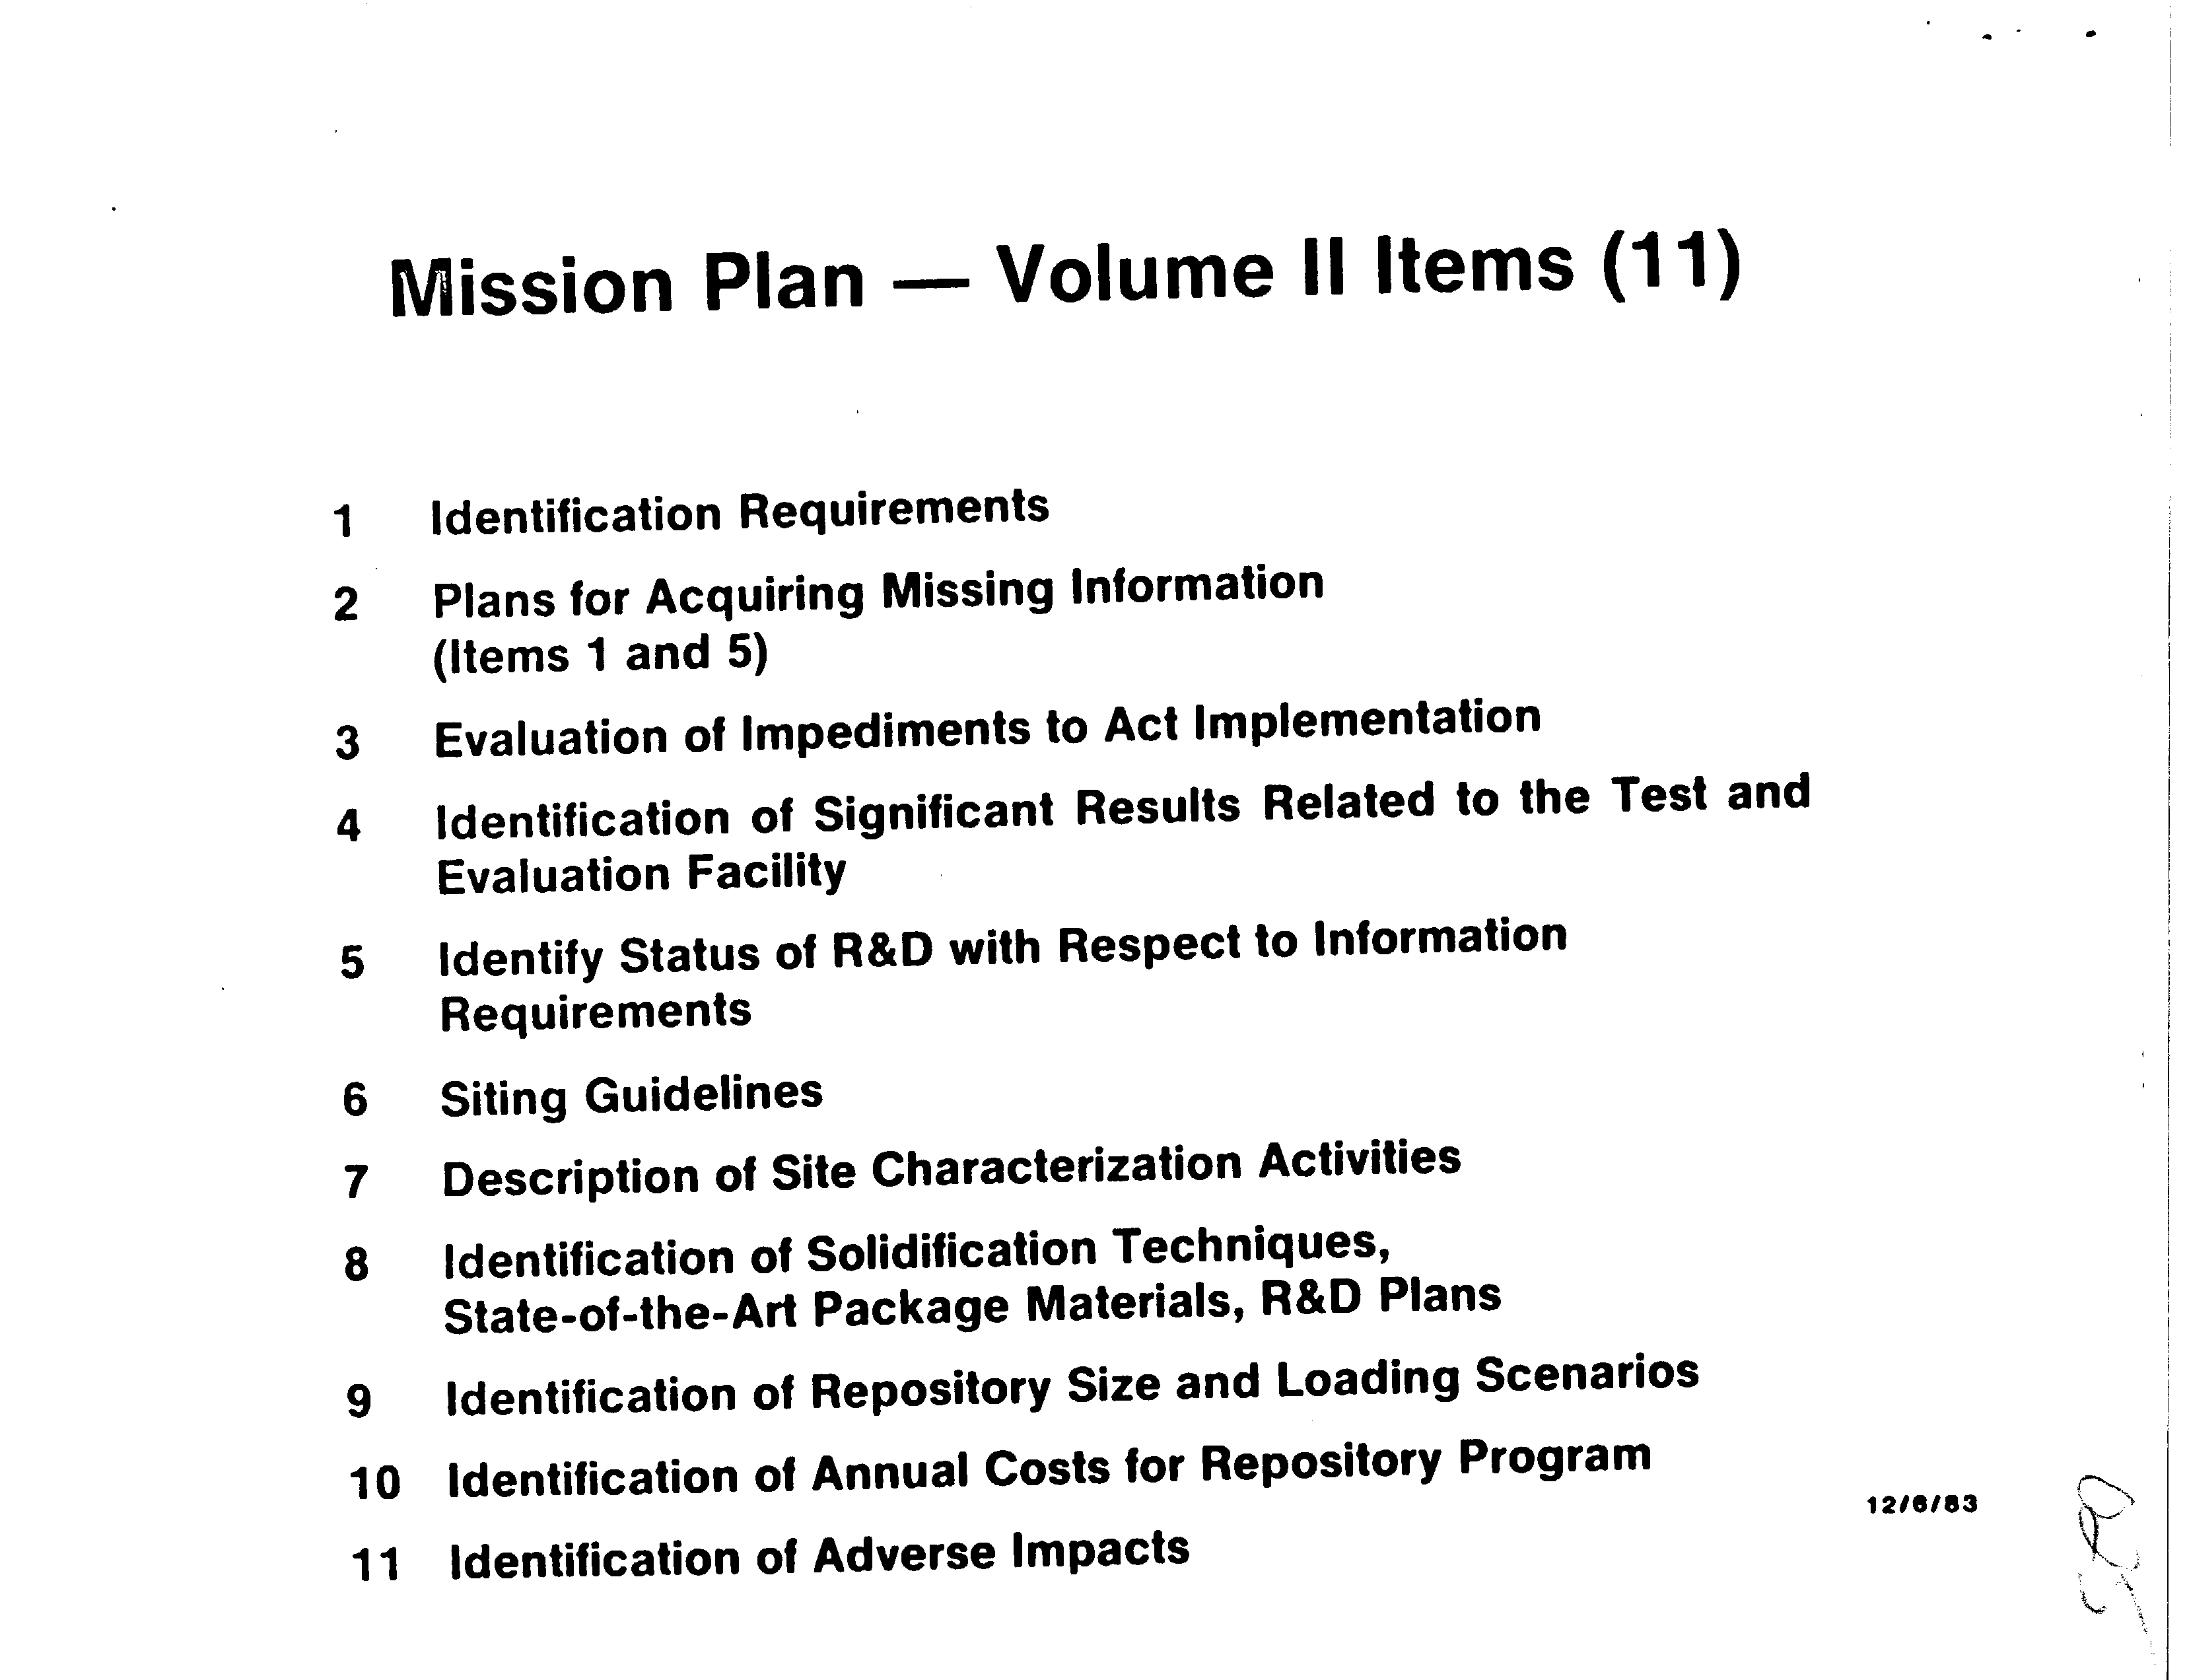 Mission Plan — Volume II Items (11)
1 Identification Requirements
2 Plans for Acquiring Missing Information
(Items 1 and 5)
3 Evaluation of Impediments to Act Implementation
4 Identification of Significant Results Related to the Test and
Evaluation Facility
5 Identify Status of R&D with Respect to Information
Requirements
6 Siting Guidelines
7 Description of Site Characterization Activities
8 Identification of Solidification Techniques,
State-of-the-Art Package Materials, R&D Plans
9 Identification of Repository Size and Loading Scenarios
10 Identification of Annual Costs for Repository Program
12/6/83
11 Identification of Adverse Impacts